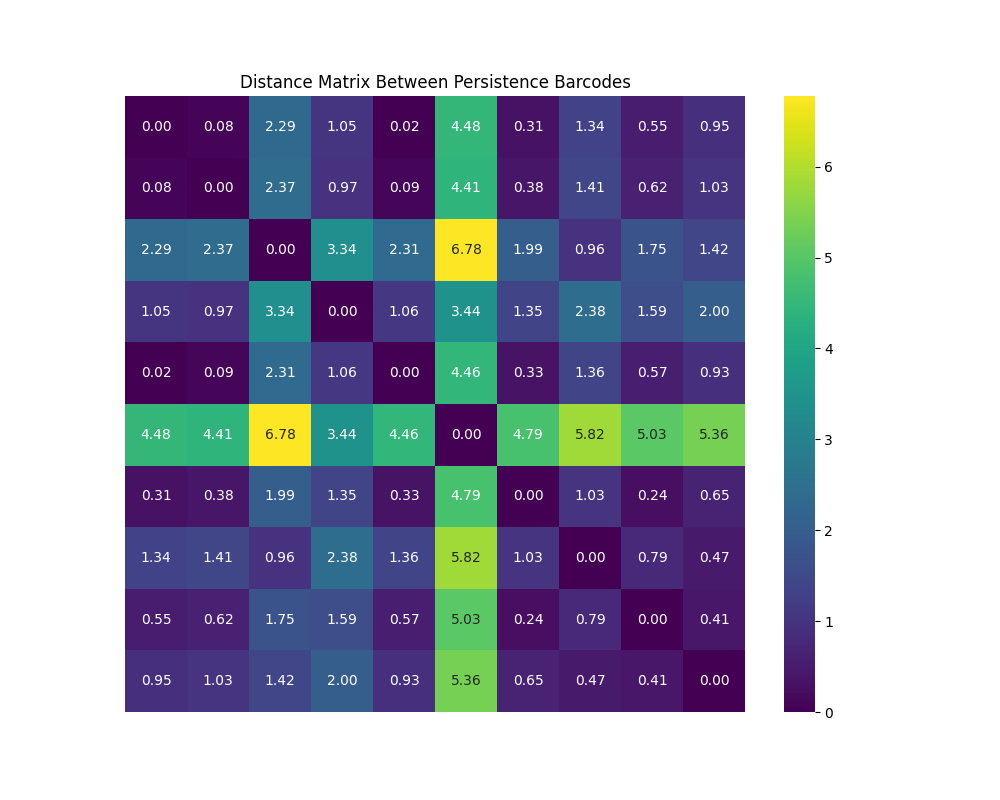 Distance Matrix Between Persistence Barcodes
0.00 0.08 2.29 1.05 0.02 4.48 0.31 1.34 0.55 0.95
0.08 0.00 2.37 0.97 0.09 4.41 0.38 1.41 0.62 1.03
2.29 2.37 0.00 3.34 2.31 6.78 1.99 0.96 1.75 1.42
1.05 0.97 3.34 0.00 1.06 3.44 1.35 2.38 1.59 2.00
0.02 0.09 2.31 1.06 0.00 4.46 0.33 1.36 0.57 0.93
4.48 4.41 6.78 3.44 4.46 0.00 4.79 5.82 5.03 5.36
0.31 0.38 1.99 1.35 0.33 4.79 0.00 1.03 0.24 0.65
1.34 1.41 0.96 2.38 1.36 5.82 1.03 0.00 0.79 0.47
0.55 0.62 1.75 1.59 0.57 5.03 0.24 0.79 0.00 0.41
0.95 1.03 1.42 2.00 0.93 5.36 0.65 0.47 0.41 0.00
6
5
4
3
2
1
0